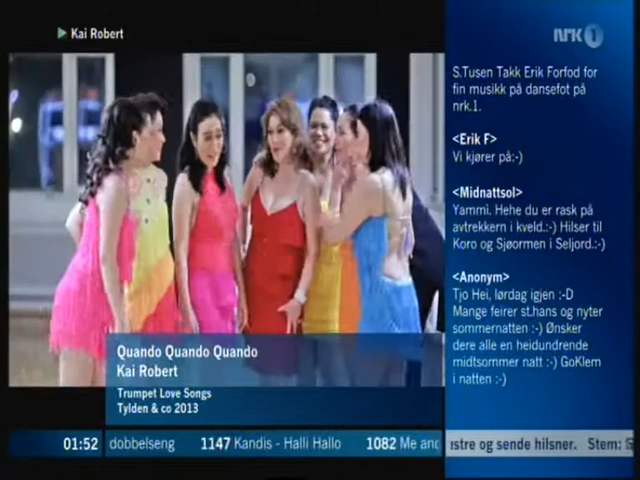 Kai Robert
NRK 1
S.Tusen Takk Erik Forfod for
fin musikk på dansefot på
nrk.1.
<Erik F>
Vi kjører på:-)
<Midnattsol>
Yammi. Hehe du er rask på
avtrekkern i kveld.:-) Hilser til
Koro og Sjøormen i Seljord.:-)
<Anonym>
Tjo Hei, lørdag igjen :-D
Mange feirer st.hans og nyter
sommernatten :-) Ønsker
dere alle en heidundrende
midtsommer natt :-) GoKlem
i natten :-)
Quando Quando Quando
Kai Robert
Trumpet Love Songs
Tylden & co 2013
01:52 dobbelseng 1147 Kandis - Halli Hallo 1082 Me and
stre og sende hilsner. Stem: